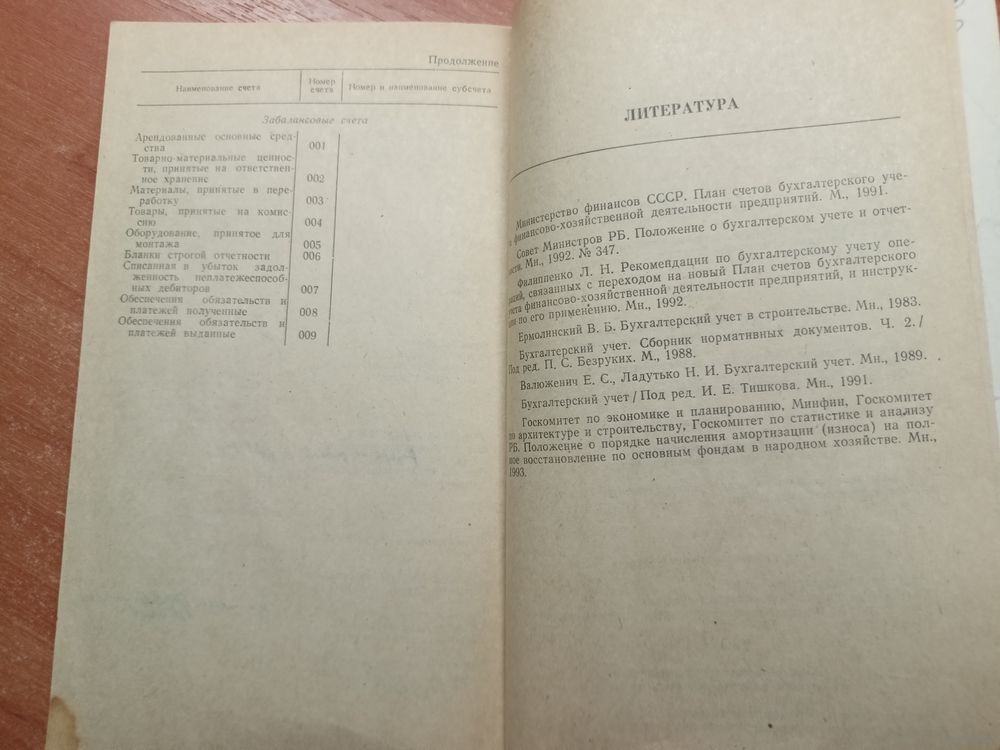 Продолжение
Наименование счета
Номер счета
Номер и наименование субсчета
Забалансовые счета
Арендованные основные сред-
ства 001
Товарно-материальные ценнос-
ти, принятые на ответствен-
ное хранение 002
Материалы, принятые в пере-
работку 003
Товары, принятые на комис-
сию 004
Оборудование, принятое для
монтажа 005
Бланки строгой отчетности 006
Списанная в убыток задол-
женность неплатежеспособ-
ных дебиторов 007
Обеспечения обязательств и
платежей полученные 008
Обеспечения обязательств и
платежей выданные 009
ЛИТЕРАТУРА
Министерство финансов СССР. План счетов бухгалтерского уче-
финансово-хозяйственной деятельности предприятий. М., 1991.
Совет Министров РБ. Положение о бухгалтерском учете и отчет-
Мн., 1992. № 347.
Филиппенко Л. Н. Рекомендации по бухгалтерскому учету опе-
связанных с переходом на новый План счетов бухгалтерского
учета финансово-хозяйственной деятельности предприятий, и инструк-
по его применению. Мн., 1992.
Ермолинский В. Б. Бухгалтерский учет в строительстве. Мн., 1983.
Бухгалтерский учет. Сборник нормативных документов. Ч. 2./
Под ред. П. С. Безруких. М., 1988.
Валюженич Е. С., Ладутько Н. И. Бухгалтерский учет. Мн., 1989.
Бухгалтерский учет / Под ред. И. Е. Тишкова. Мн., 1991.
Госкомитет по экономике и планированию, Минфин, Госкомитет
по архитектуре и строительству, Госкомитет по статистике и анализу
РБ. Положение о порядке начисления амортизации (износа) на пол-
ное восстановление по основным фондам в народном хозяйстве. Мн.,
1993.